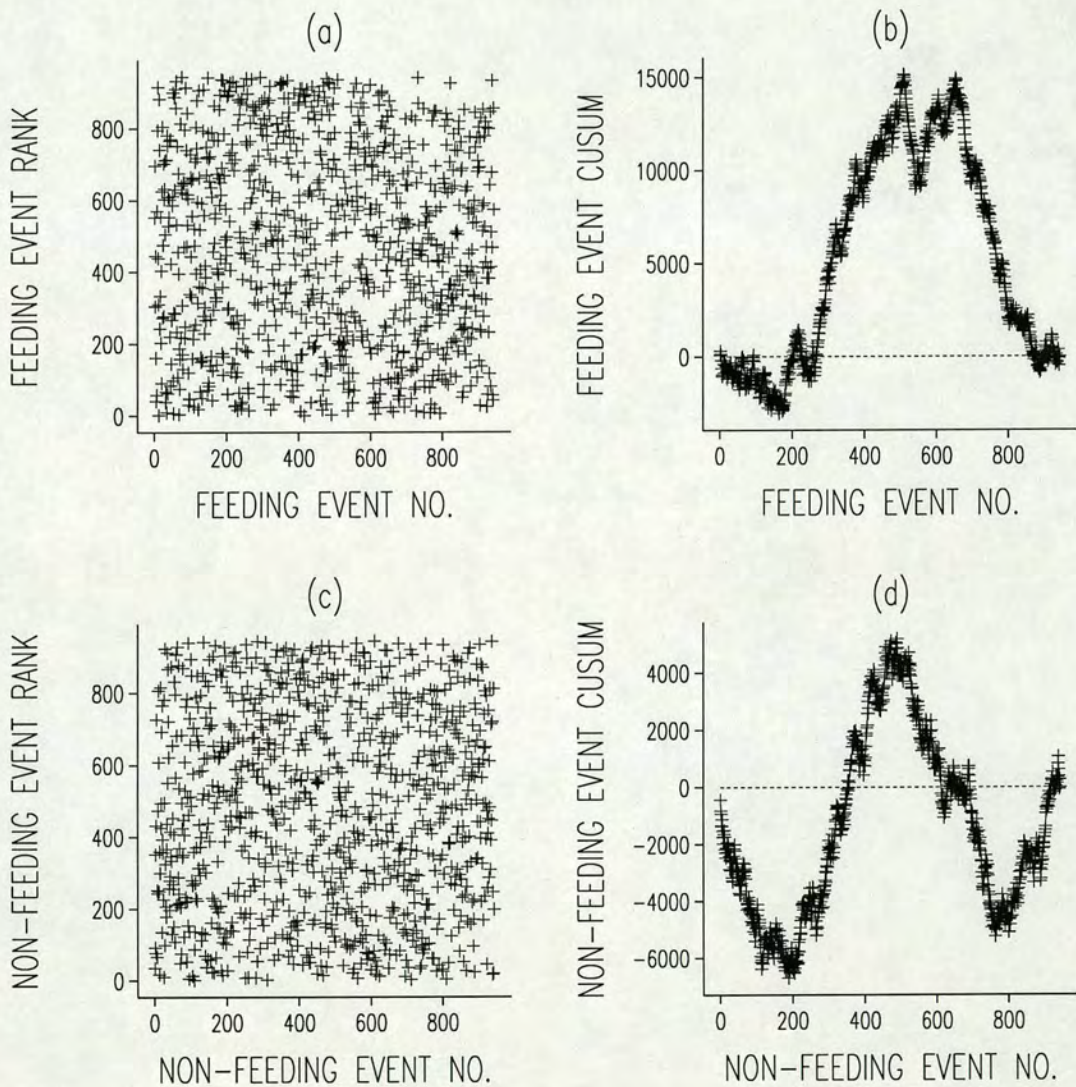 (a)
FEEDING EVENT RANK
800
600
400
200
0
0 200 400 600 800
FEEDING EVENT NO.
(b)
FEEDING EVENT CUSUM
15000
10000
5000
0
0 200 400 600 800
FEEDING EVENT NO.
(c)
NON-FEEDING EVENT RANK
800
600
400
200
0
0 200 400 600 800
NON-FEEDING EVENT NO.
(d)
NON-FEEDING EVENT CUSUM
4000
2000
0
-2000
-4000
-6000
0 200 400 600 800
NON-FEEDING EVENT NO.